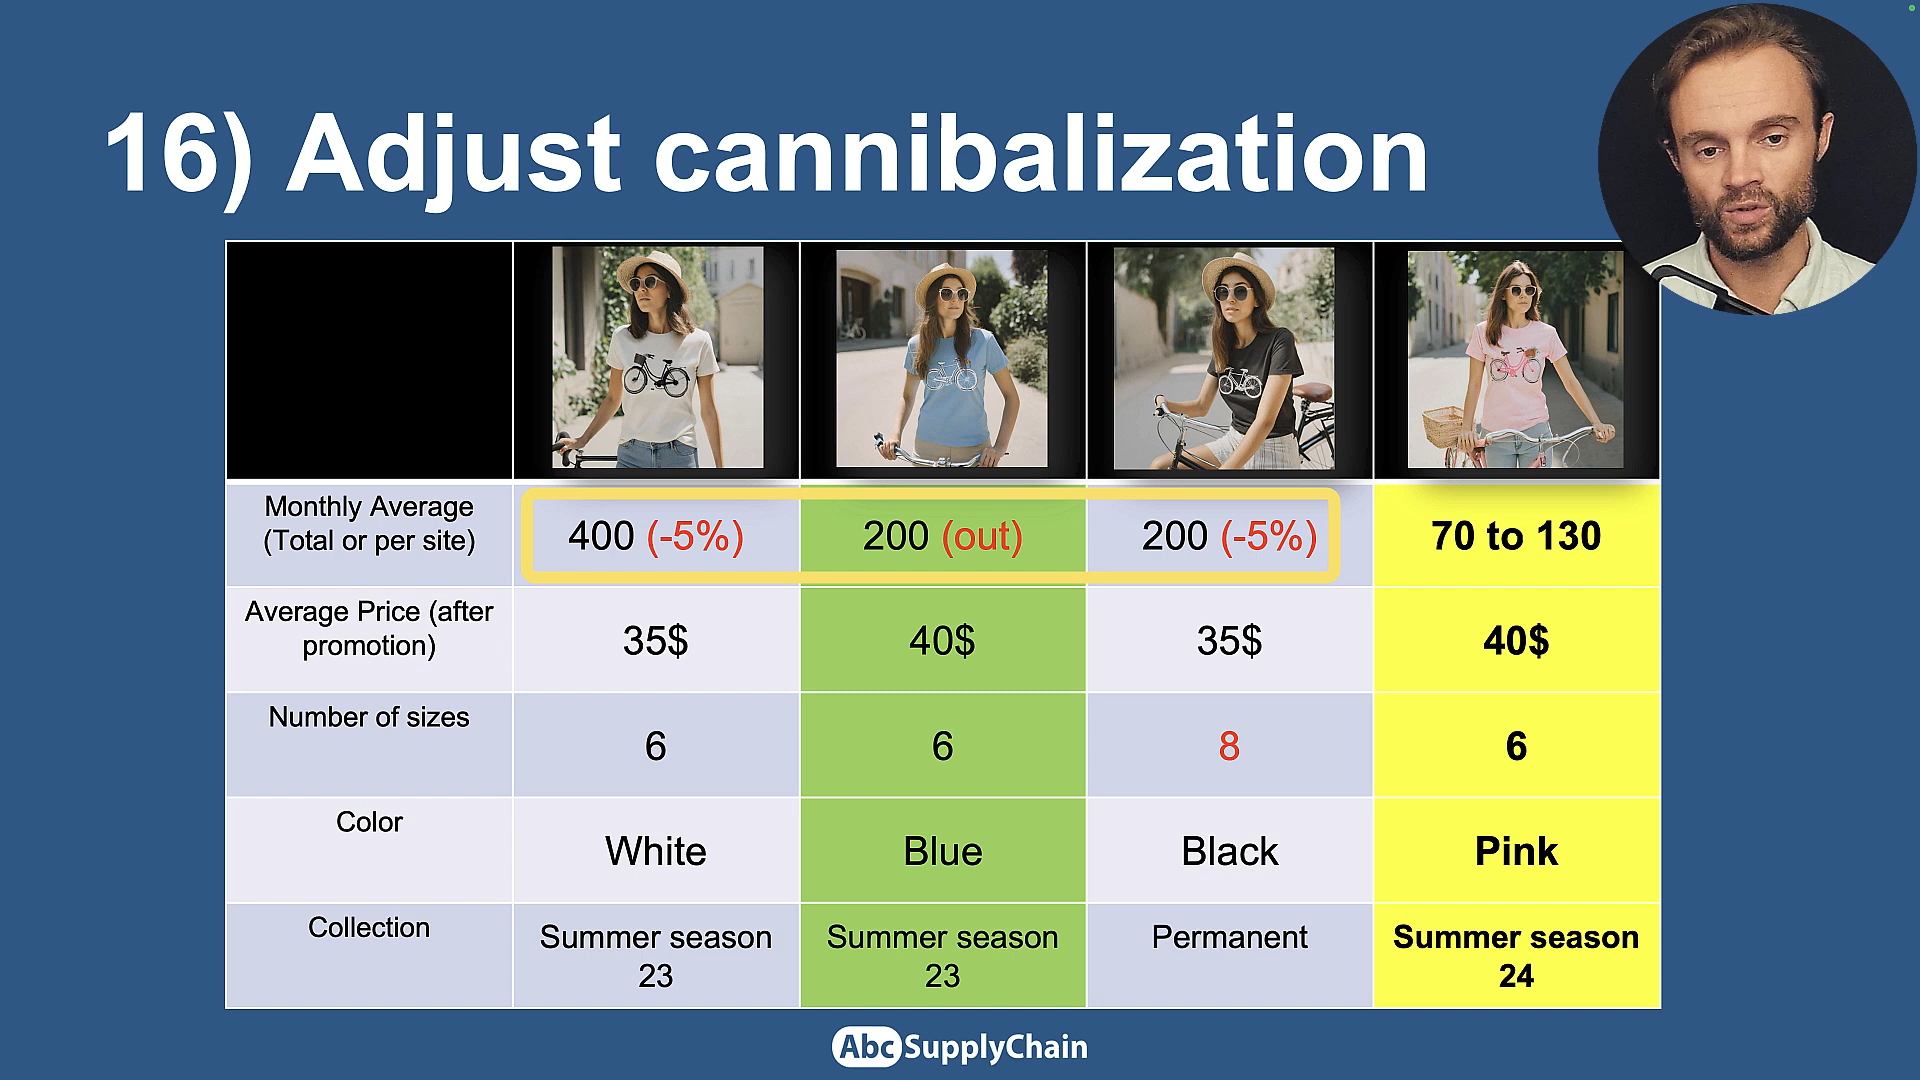 16) Adjust cannibalization
Monthly Average
(Total or per site)
400 (-5%)
200 (out)
200 (-5%)
70 to 130
Average Price (after
promotion)
35$
40$
35$
40$
Number of sizes
6
6
8
6
Color
White
Blue
Black
Pink
Collection
Summer season
23
Summer season
23
Permanent
Summer season
24
Abc SupplyChain